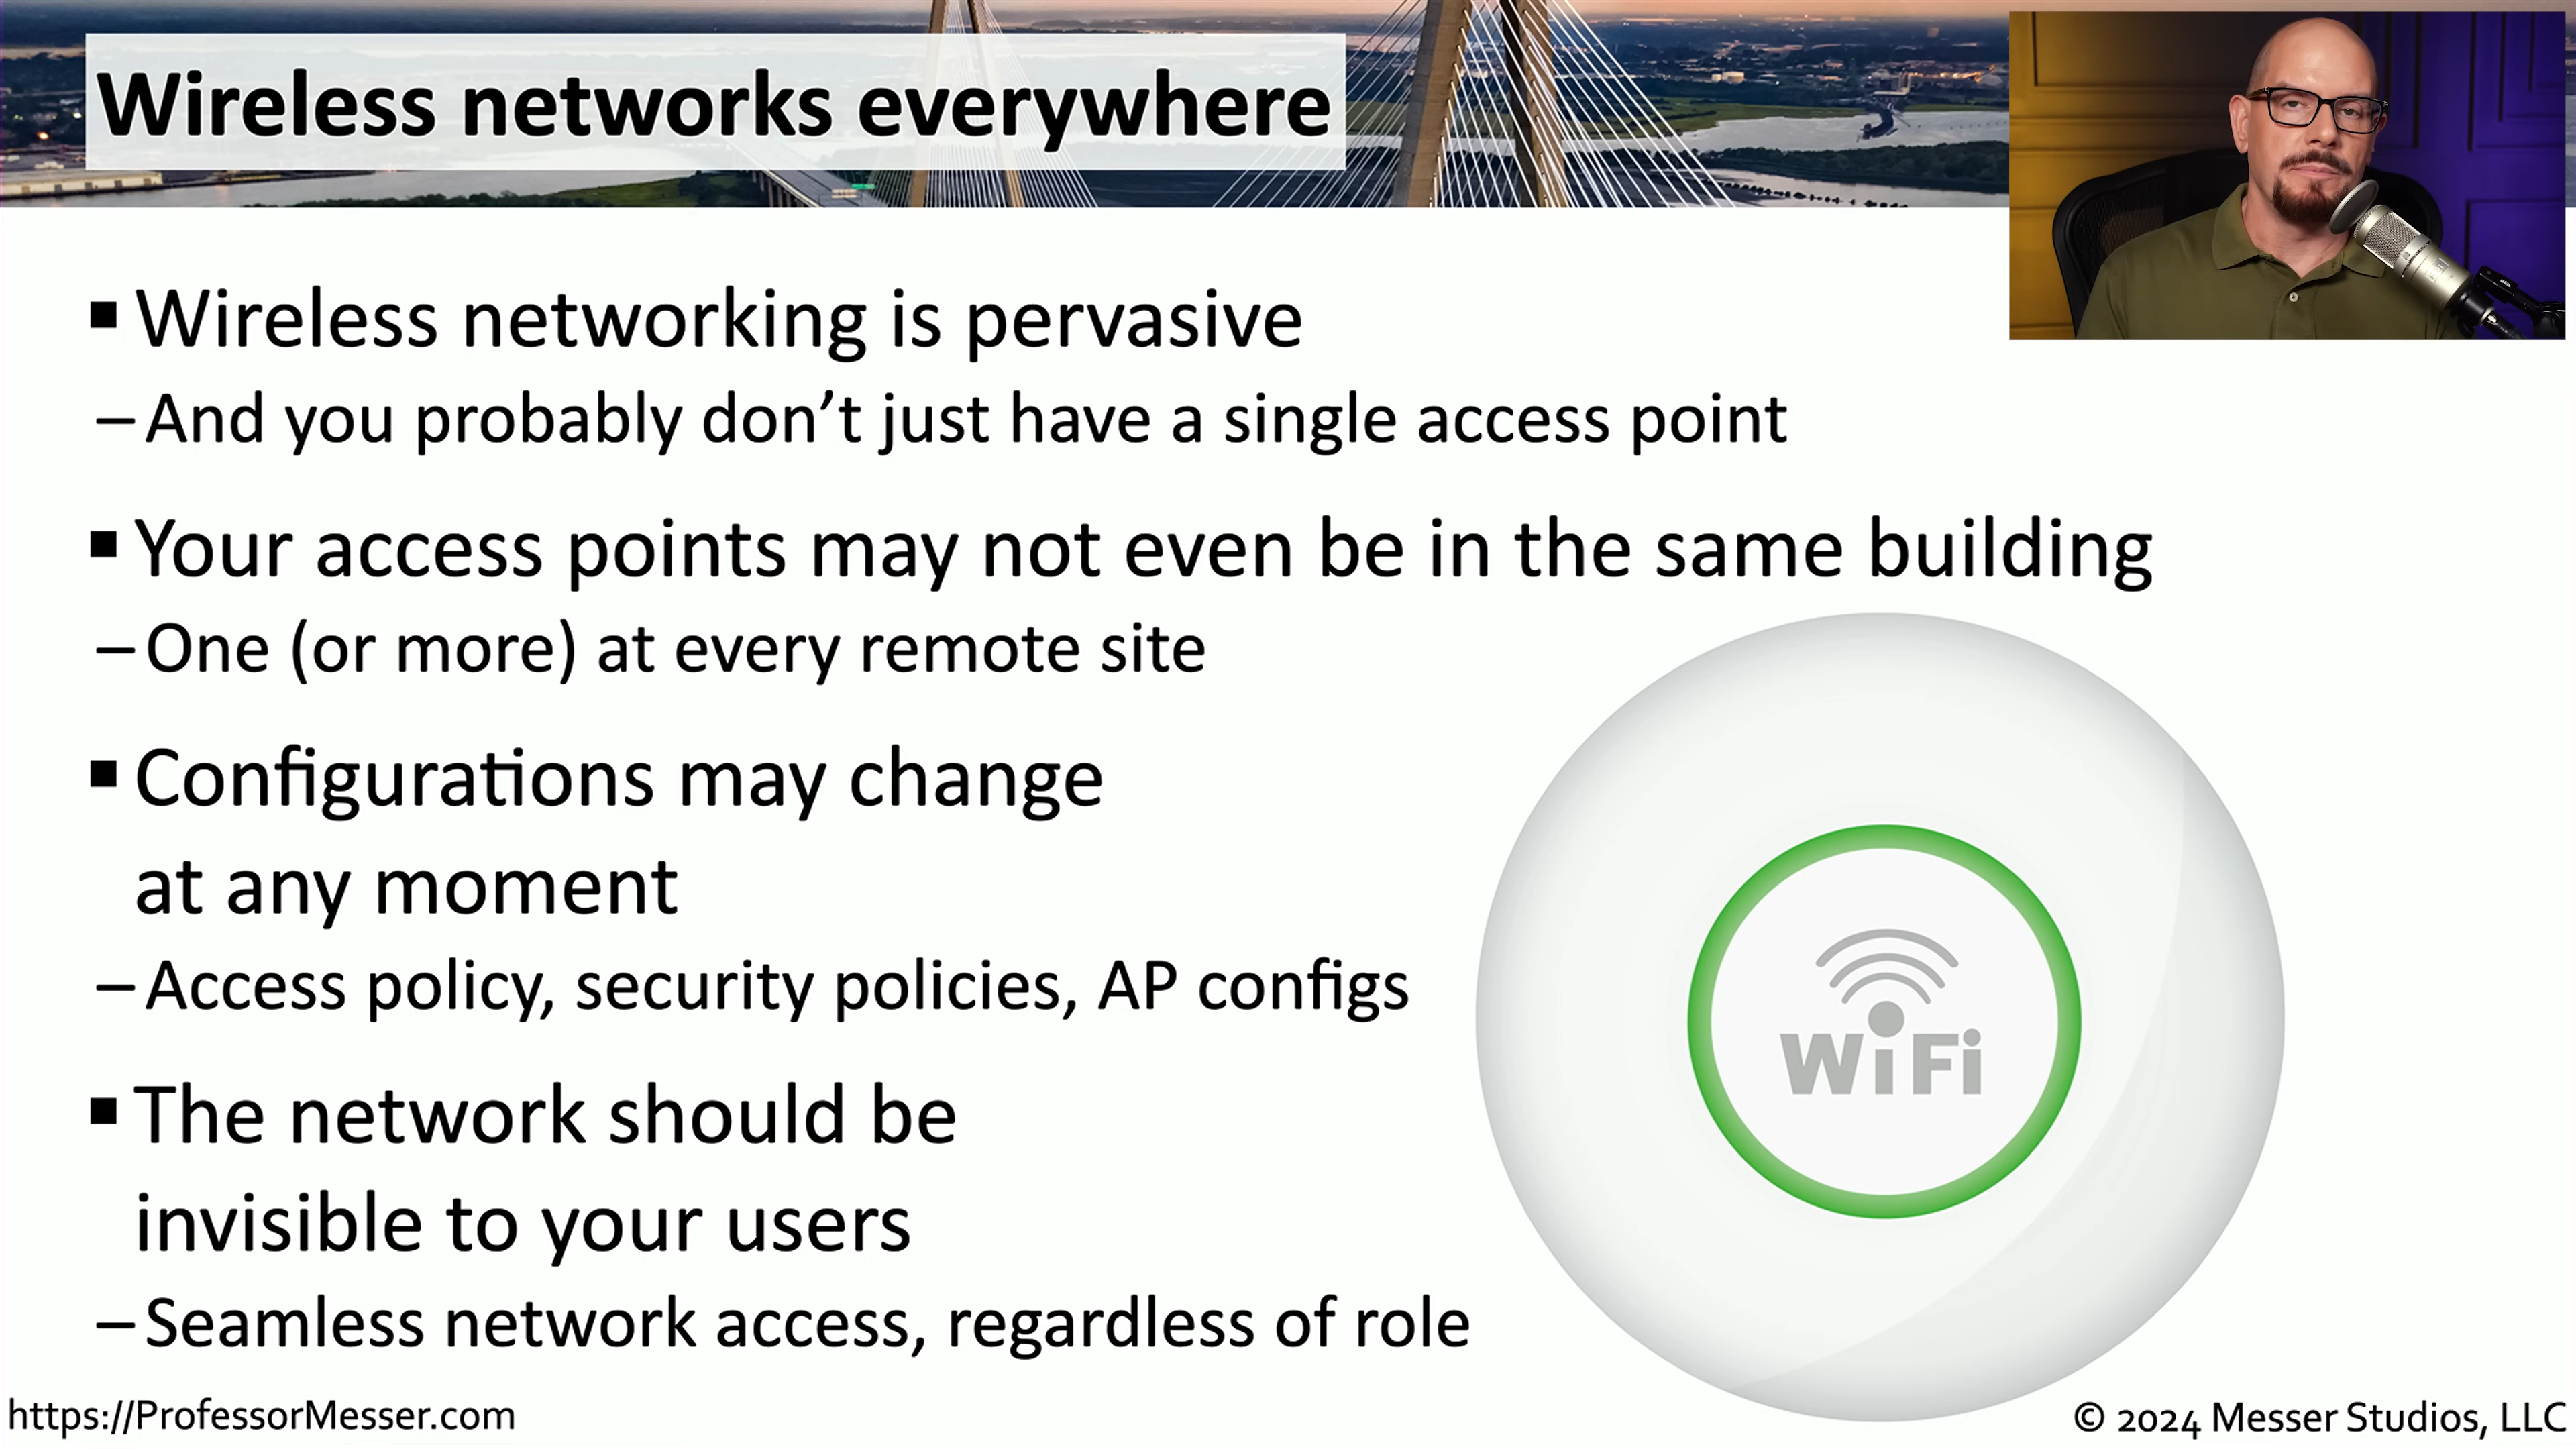 Wireless networks everywhere
▪ Wireless networking is pervasive
– And you probably don’t just have a single access point
▪ Your access points may not even be in the same building
– One (or more) at every remote site
▪ Configurations may change
at any moment
– Access policy, security policies, AP configs
▪ The network should be
invisible to your users
– Seamless network access, regardless of role
WiFi
https://ProfessorMesser.com
© 2024 Messer Studios, LLC